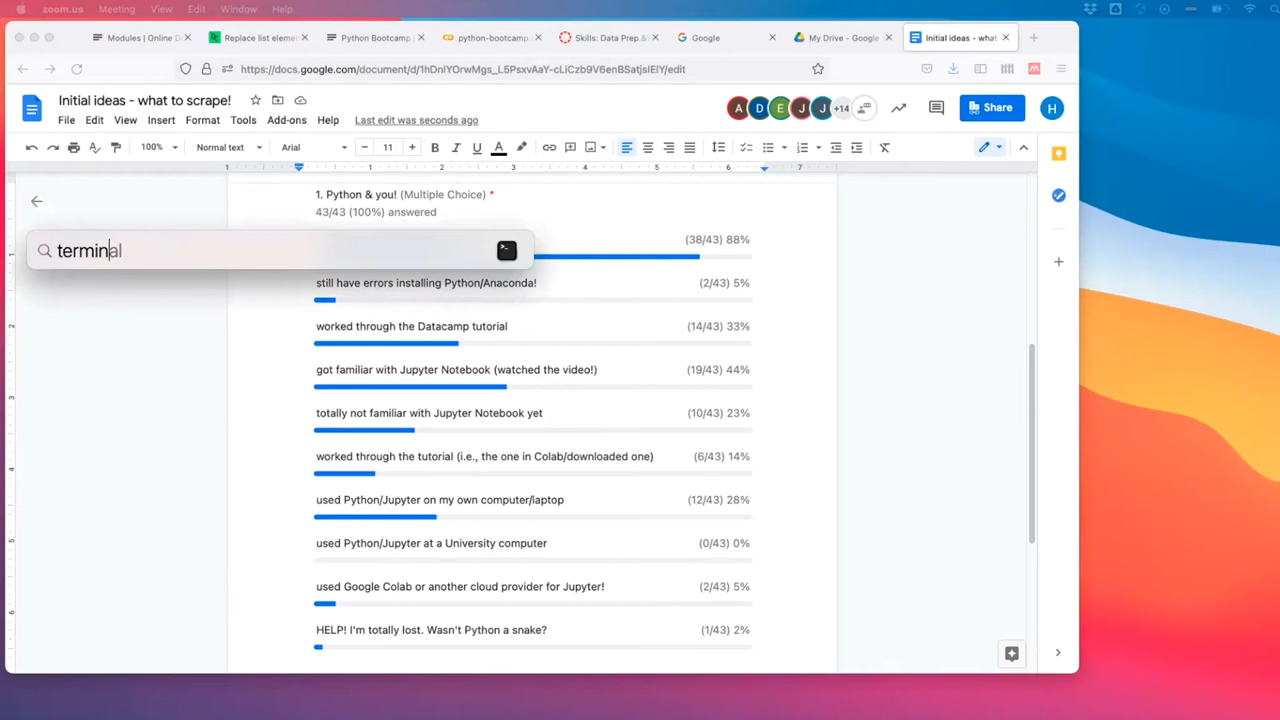 zoom.us Meeting View Edit Window Help
Modules | Online D
Replace list eleme
Python Bootcamp |
python-bootcamp.
Skills: Data Prep.&
Google
My Drive - Google
Initial ideas - what
https://docs.google.com/document/d/1hDnlYOrwMgs_L5PsxvAaY-cLiCzb9V6enBSatjsIElY/edit
Initial ideas - what to scrape!
A D E J J +14
Share
H
File Edit View Insert Format Tools Add-ons Help Last edit was seconds ago
100% Normal text Arial 11 B I U A
1 1 2 3 4 5 6 7
1. Python & you! (Multiple Choice) *
43/43 (100%) answered
(38/43) 88%
terminal
still have errors installing Python/Anaconda! (2/43) 5%
worked through the Datacamp tutorial (14/43) 33%
got familiar with Jupyter Notebook (watched the video!) (19/43) 44%
totally not familiar with Jupyter Notebook yet (10/43) 23%
worked through the tutorial (i.e., the one in Colab/downloaded one) (6/43) 14%
used Python/Jupyter on my own computer/laptop (12/43) 28%
used Python/Jupyter at a University computer (0/43) 0%
used Google Colab or another cloud provider for Jupyter! (2/43) 5%
HELP! I'm totally lost. Wasn't Python a snake? (1/43) 2%